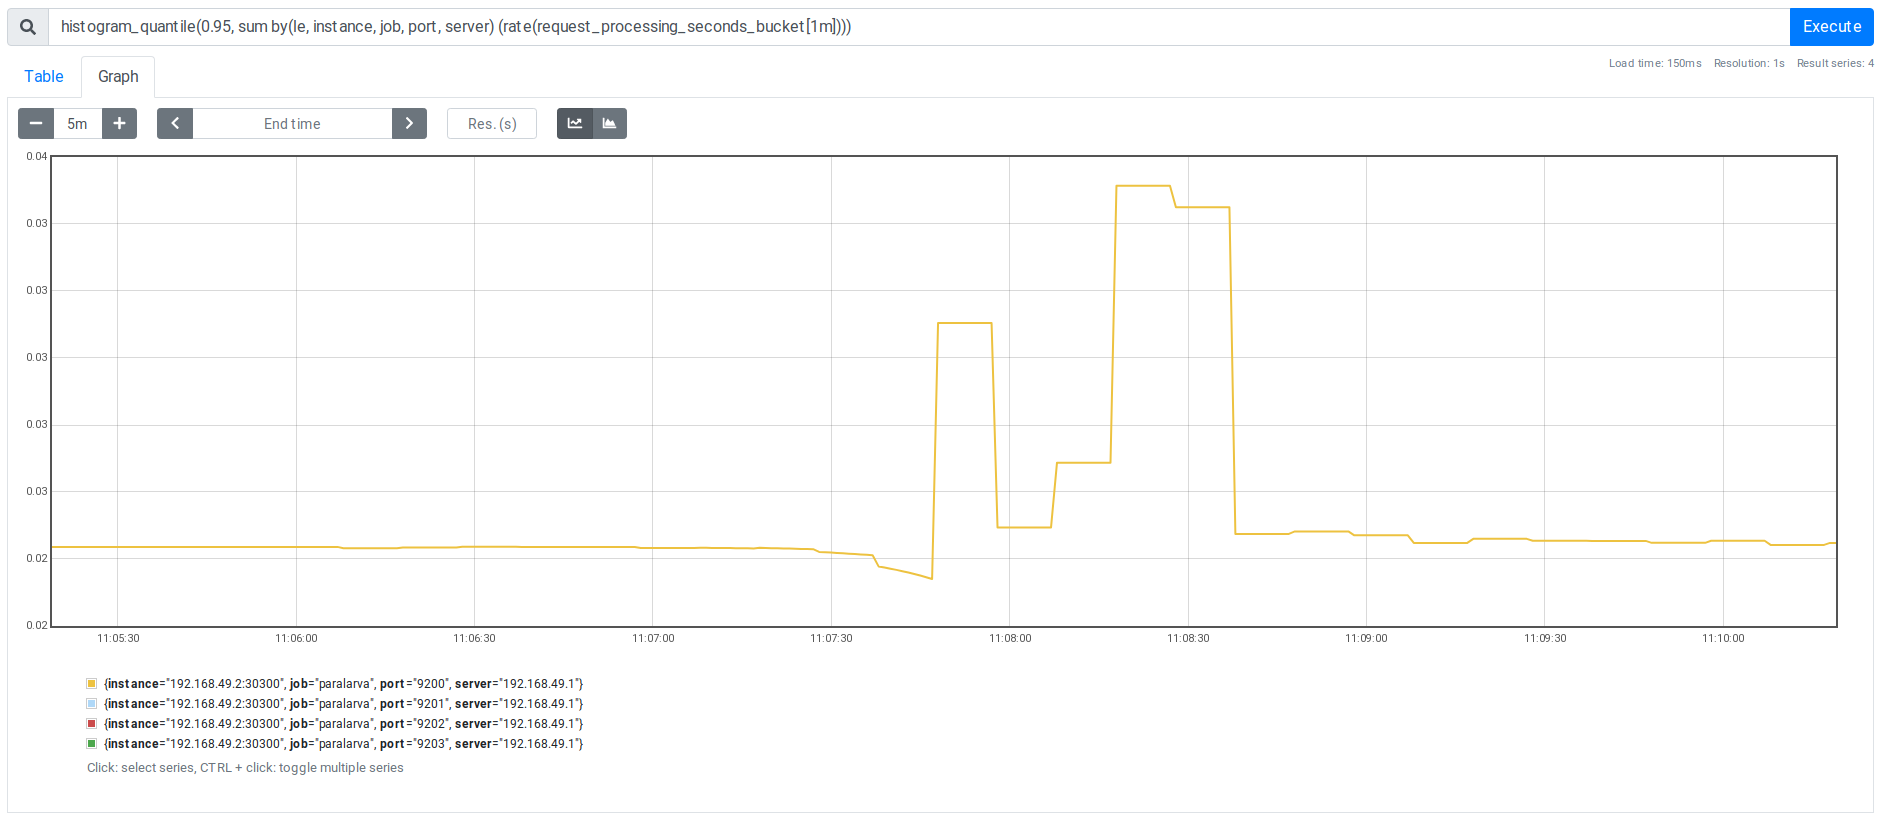 histogram_quantile(0.95, sum by(le, instance, job, port, server) (rate(request_processing_seconds_bucket[1m])))
Execute
Table
Graph
Load time: 150ms Resolution: 1s Result series: 4
5m
End time
Res. (s)
0.04
0.03
0.03
0.03
0.03
0.03
0.02
0.02
11:05:30 11:06:00 11:06:30 11:07:00 11:07:30 11:08:00 11:08:30 11:09:00 11:09:30 11:10:00
{instance="192.168.49.2:30300", job="paralarva", port="9200", server="192.168.49.1"}
{instance="192.168.49.2:30300", job="paralarva", port="9201", server="192.168.49.1"}
{instance="192.168.49.2:30300", job="paralarva", port="9202", server="192.168.49.1"}
{instance="192.168.49.2:30300", job="paralarva", port="9203", server="192.168.49.1"}
Click: select series, CTRL + click: toggle multiple series